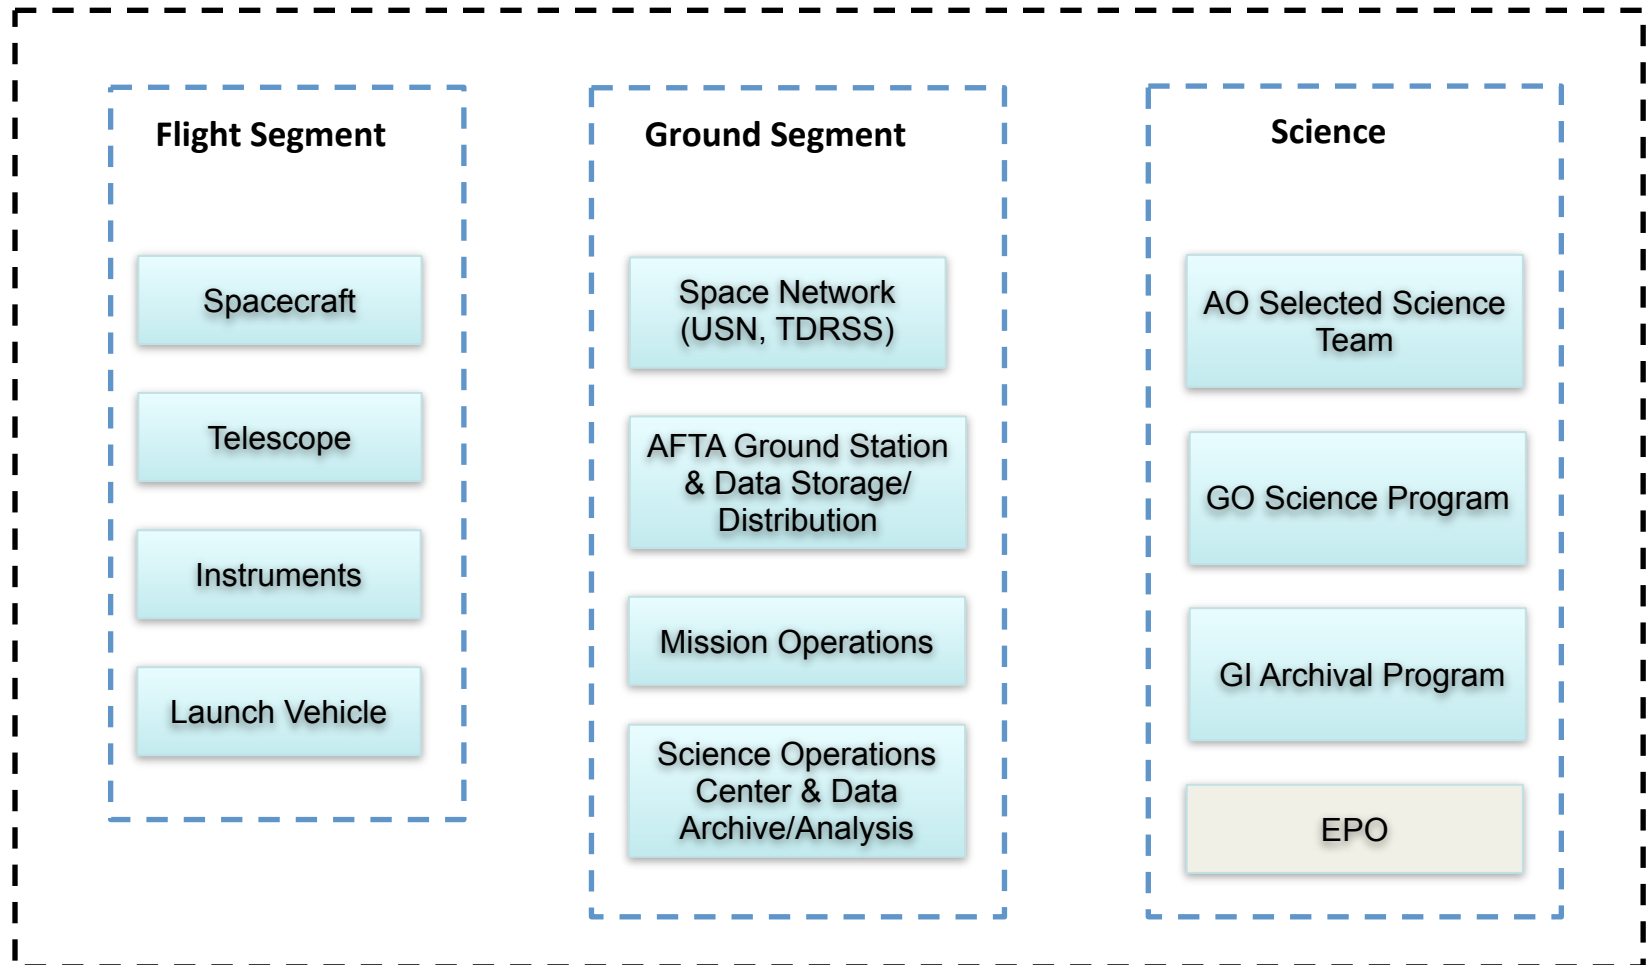 Flight Segment
Spacecraft
Telescope
Instruments
Launch Vehicle
Ground Segment
Space Network
(USN, TDRSS)
AFTA Ground Station
& Data Storage/
Distribution
Mission Operations
Science Operations
Center & Data
Archive/Analysis
Science
AO Selected Science
Team
GO Science Program
GI Archival Program
EPO